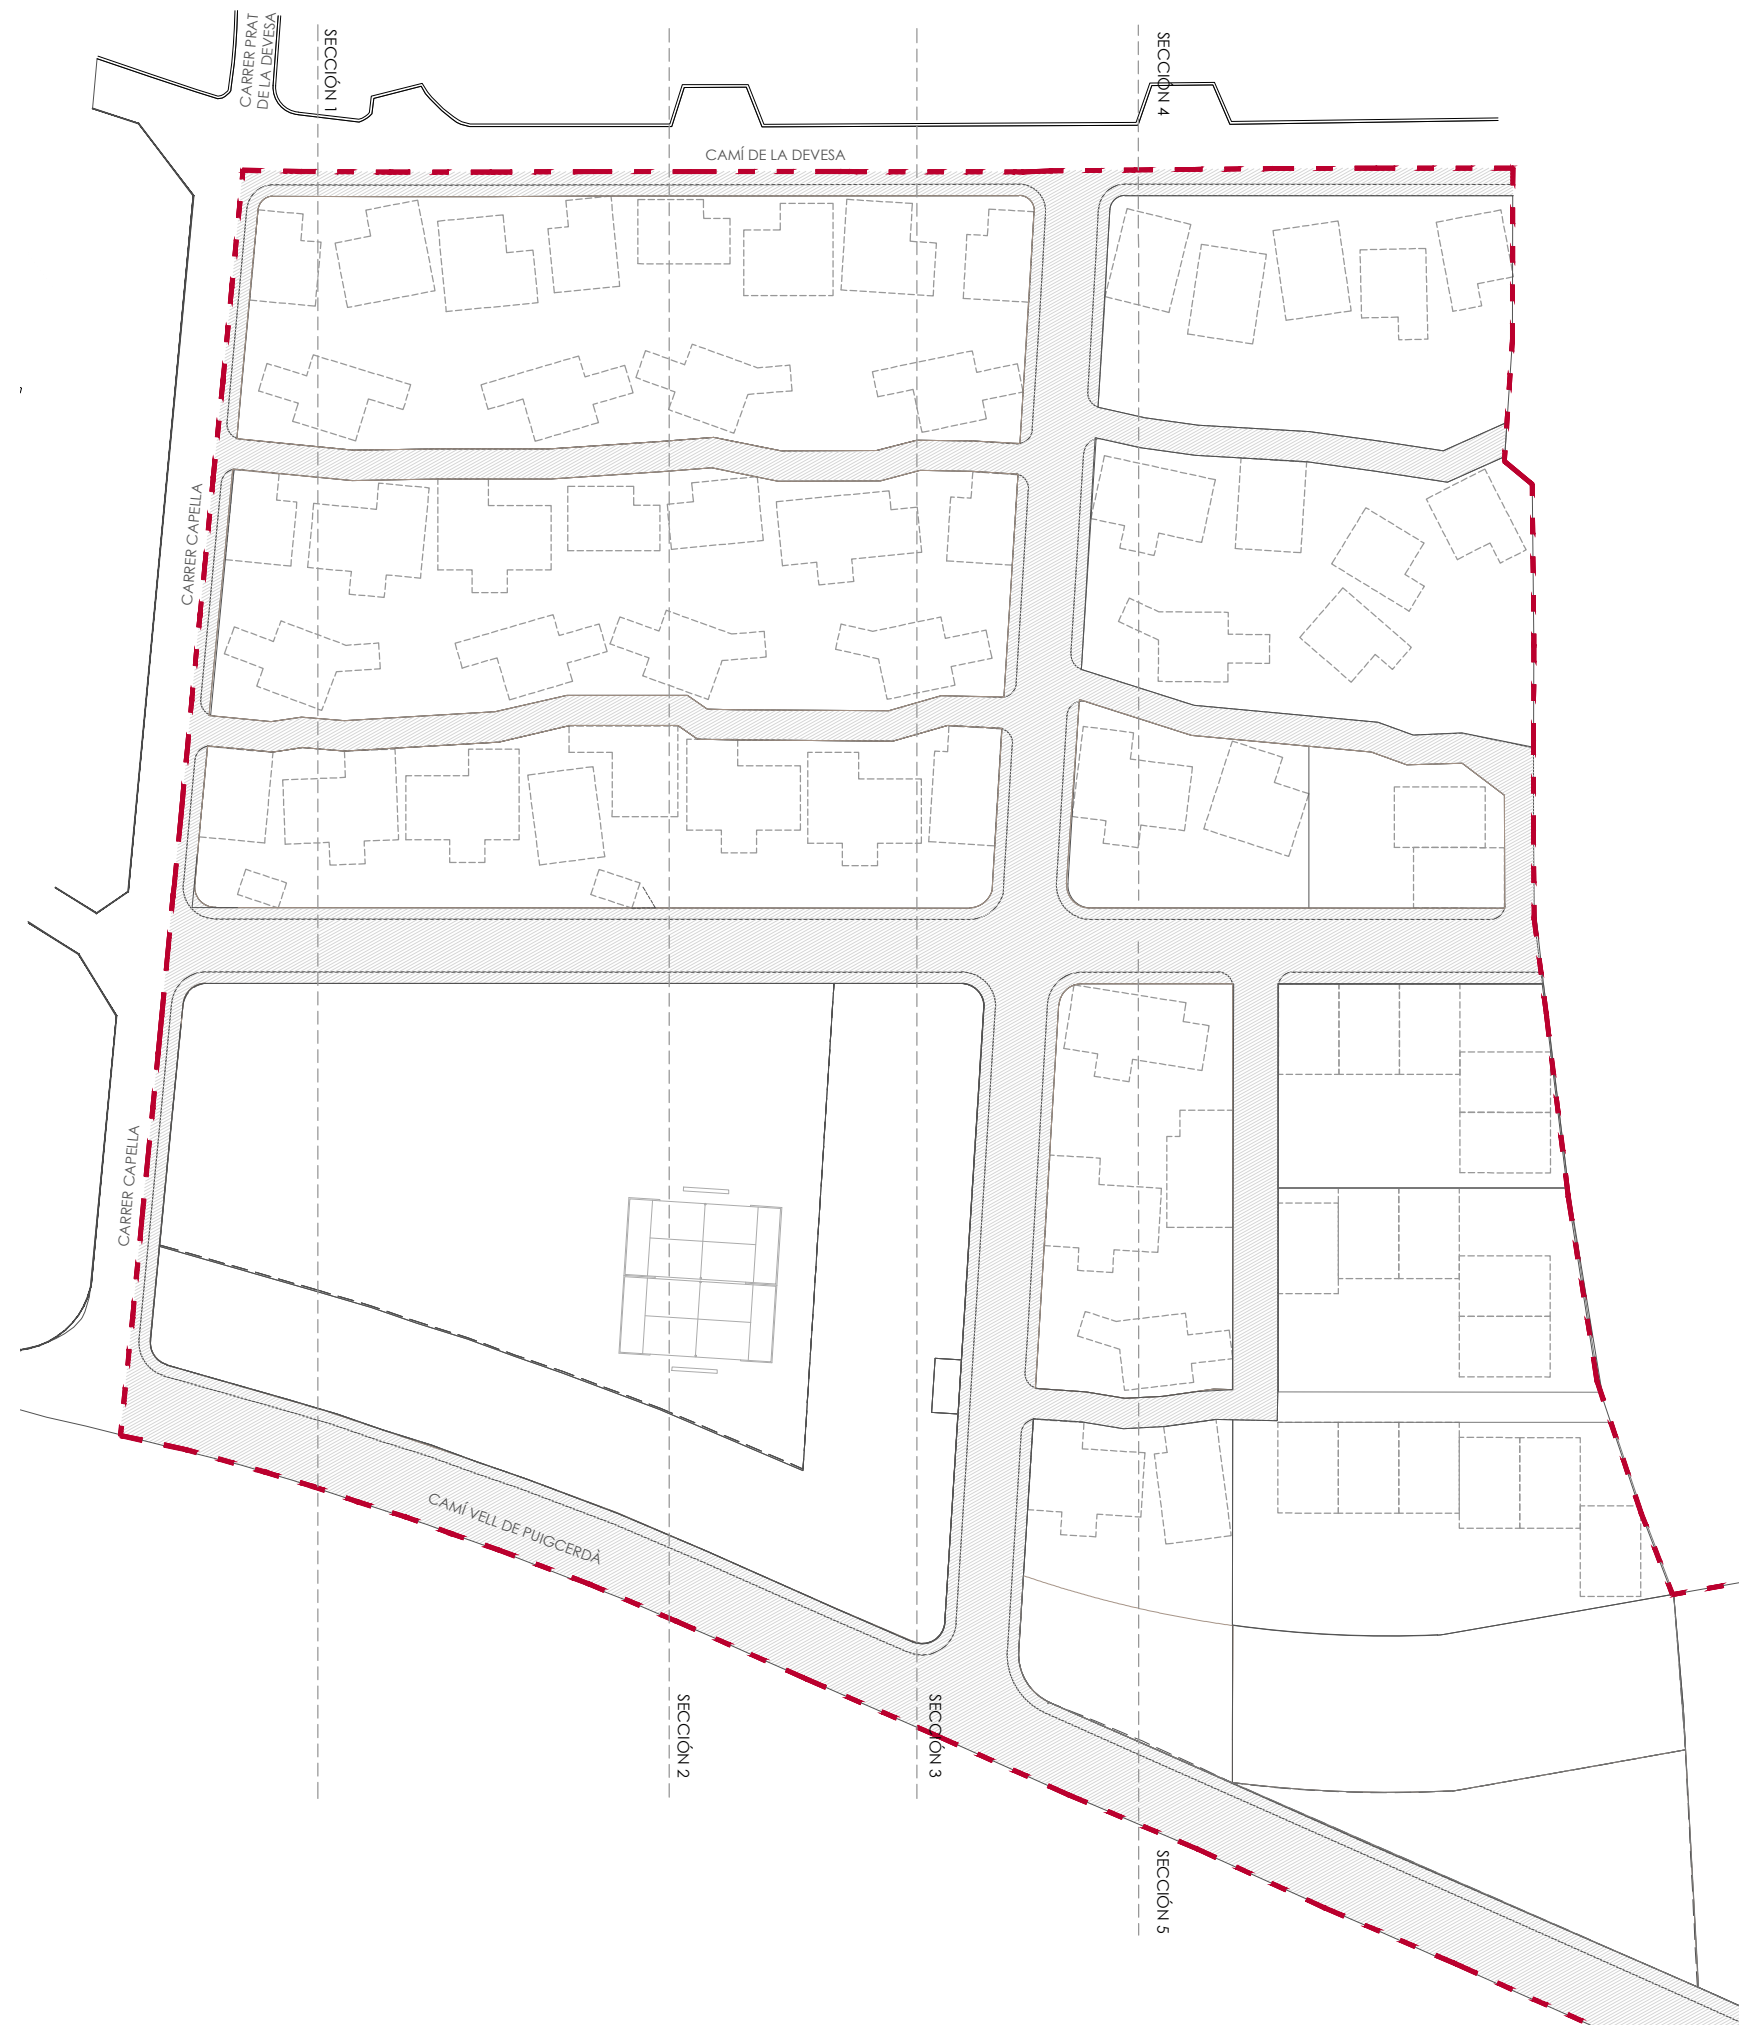 CARRER PRAT
DE LA DEVESA
SECCIÓN 1
SECCIÓN 4
CAMÍ DE LA DEVESA
CARRER CAPELLA
CARRER CAPELLA
CAMÍ VELL DE PUIGCERDÀ
SECCIÓN 2
SECCIÓN 3
SECCIÓN 5